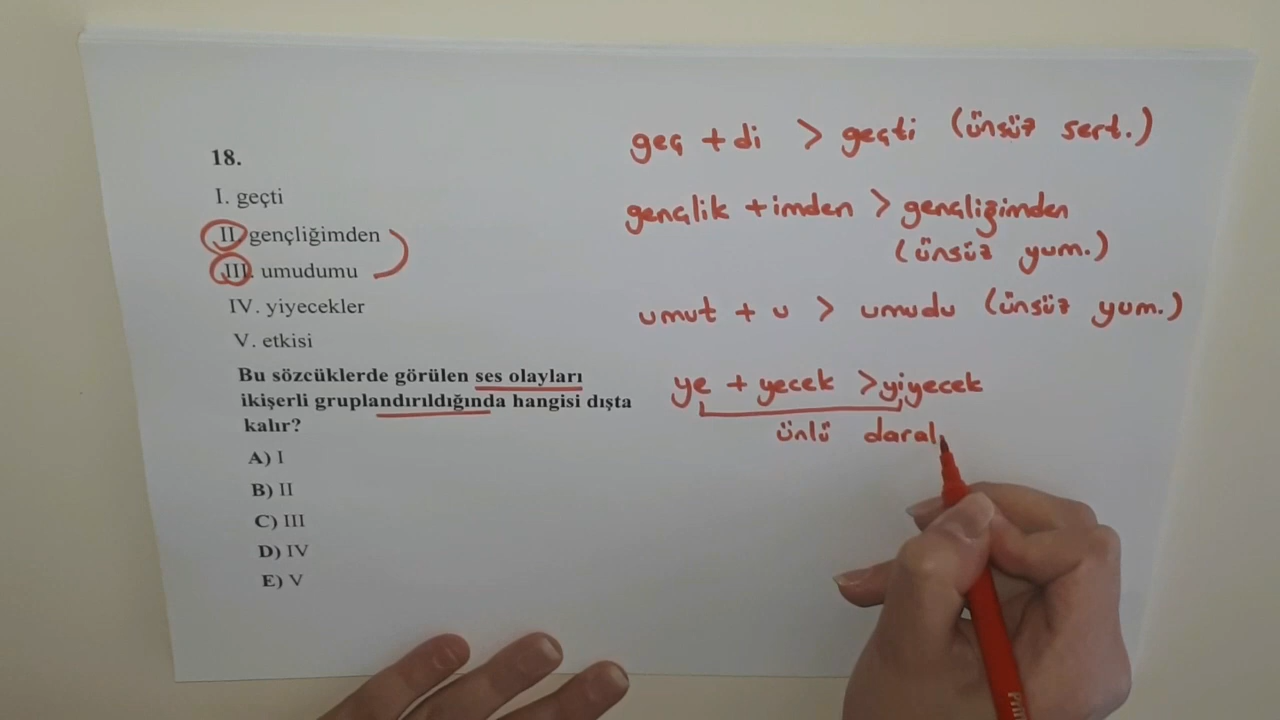 18.
I. geçti
II. gençliğimden
III. umudumu
IV. yiyecekler
V. etkisi
Bu sözcüklerde görülen ses olayları
ikişerli gruplandırıldığında hangisi dışta
kalır?
A) I
B) II
C) III
D) IV
E) V
geç + di > geçti (ünsüz sert.)
gençlik + imden > gençliğimden
(ünsüz yum.)
umut + u > umudu (ünsüz yum.)
ye + yecek > yiyecek
ünlü daral